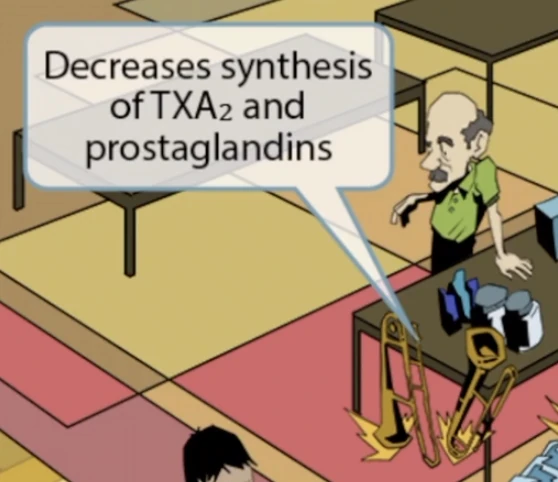 Decreases synthesis
of TXA₂ and
prostaglandins